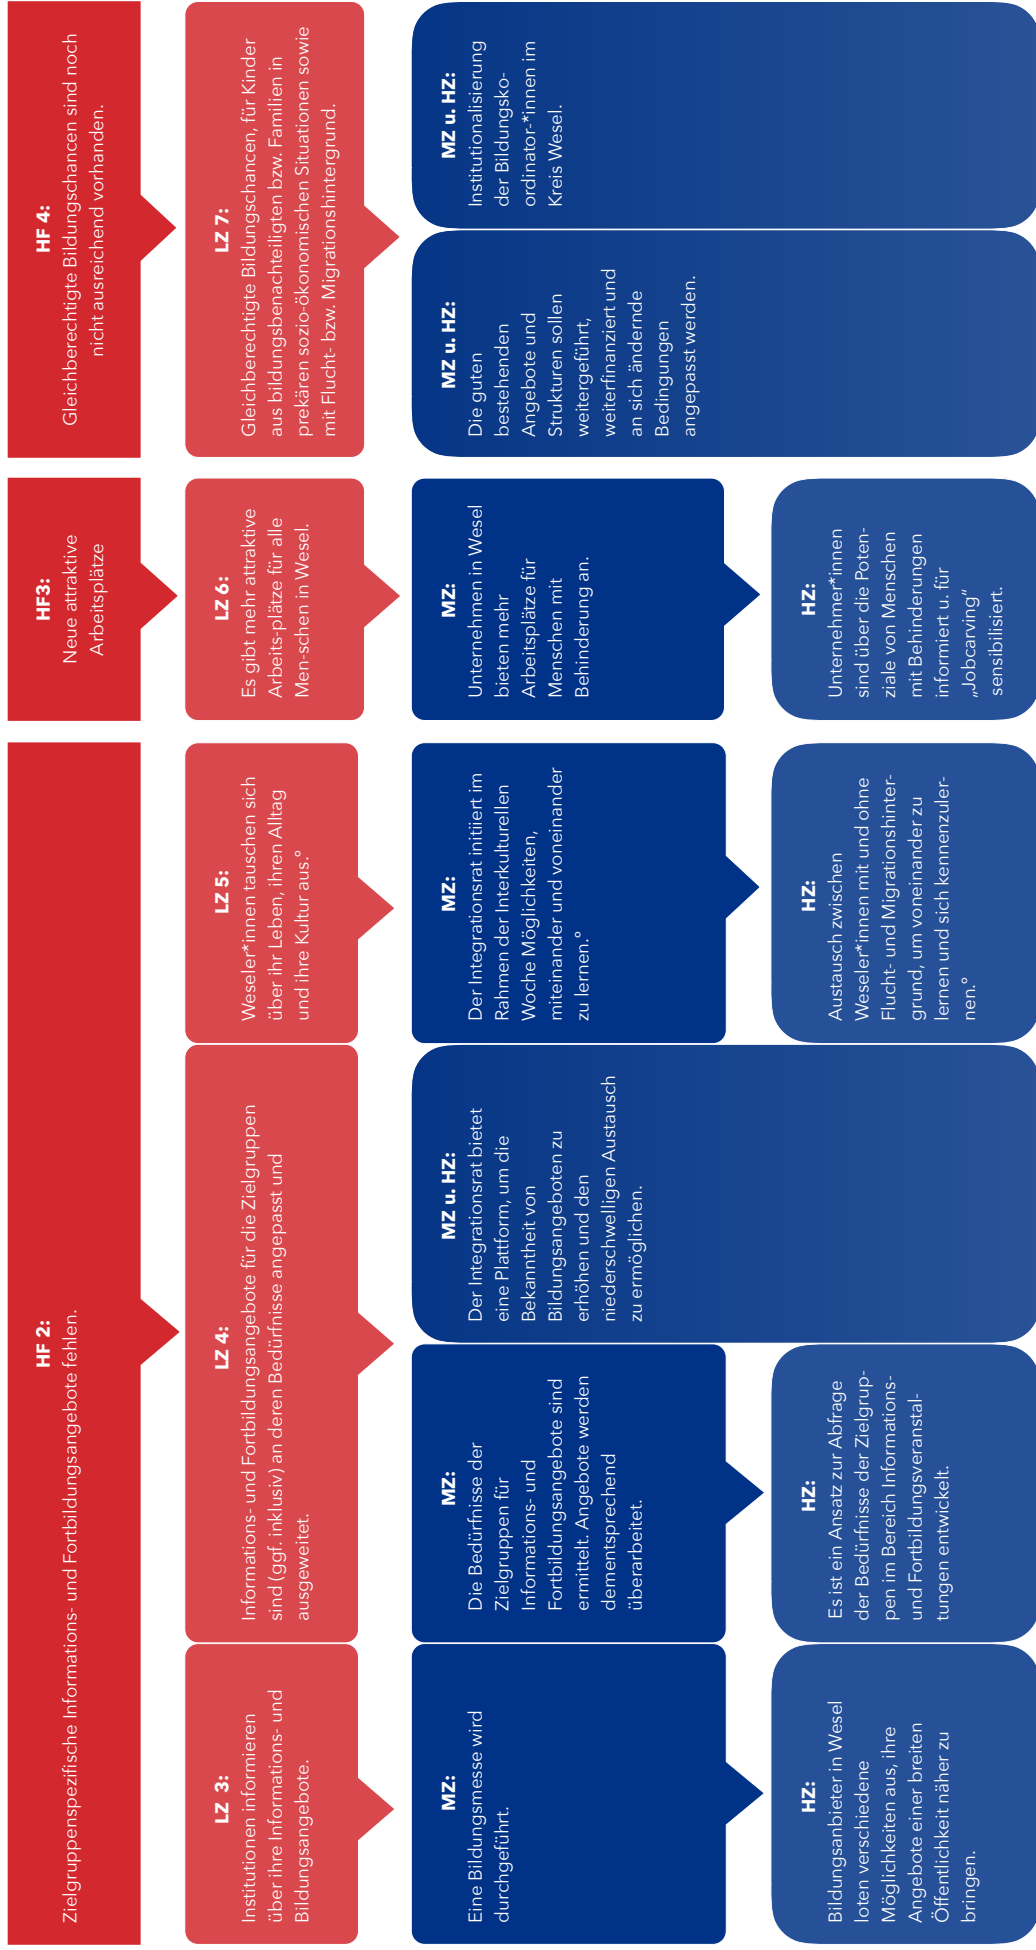 HF 2:
Zielgruppenspezifische Informations- und Fortbildungsangebote fehlen.
LZ 3:
Institutionen informieren
über ihre Informations- und
Bildungsangebote.
MZ:
Eine Bildungsmesse wird
durchgeführt.
HZ:
Bildungsanbieter in Wesel
loten verschiedene
Möglichkeiten aus, ihre
Angebote einer breiten
Öffentlichkeit näher zu
bringen.
LZ 4:
Informations- und Fortbildungsangebote für die Zielgruppen
sind (ggf. inklusiv) an deren Bedürfnisse angepasst und
ausgeweitet.
MZ:
Die Bedürfnisse der
Zielgruppen für
Informations- und
Fortbildungsangebote sind
ermittelt. Angebote werden
dementsprechend
überarbeitet.
HZ:
Es ist ein Ansatz zur Abfrage
der Bedürfnisse der Zielgrup-
pen im Bereich Informations-
und Fortbildungsveranstal-
tungen entwickelt.
MZ u. HZ:
Der Integrationsrat bietet
eine Plattform, um die
Bekanntheit von
Bildungsangeboten zu
erhöhen und den
niederschwelligen Austausch
zu ermöglichen.
LZ 5:
Weseler*innen tauschen sich
über ihr Leben, ihren Alltag
und ihre Kultur aus.°
MZ:
Der Integrationsrat initiiert im
Rahmen der Interkulturellen
Woche Möglichkeiten,
miteinander und voneinander
zu lernen.°
HZ:
Austausch zwischen
Weseler*innen mit und ohne
Flucht- und Migrationshinter-
grund, um voneinander zu
lernen und sich kennenzuler-
nen.°
HF3:
Neue attraktive
Arbeitsplätze
LZ 6:
Es gibt mehr attraktive
Arbeits-plätze für alle
Men-schen in Wesel.
MZ:
Unternehmen in Wesel
bieten mehr
Arbeitsplätze für
Menschen mit
Behinderung an.
HZ:
Unternehmer*innen
sind über die Poten-
ziale von Menschen
mit Behinderungen
informiert u. für
„Jobcarving“
sensibilisiert.
HF 4:
Gleichberechtigte Bildungschancen sind noch
nicht ausreichend vorhanden.
LZ 7:
Gleichberechtigte Bildungschancen, für Kinder
aus bildungsbenachteiligten bzw. Familien in
prekären sozio-ökonomischen Situationen sowie
mit Flucht- bzw. Migrationshintergrund.
MZ u. HZ:
Die guten
bestehenden
Angebote und
Strukturen sollen
weitergeführt,
weiterfinanziert und
an sich ändernde
Bedingungen
angepasst werden.
MZ u. HZ:
Institutionalisierung
der Bildungsko-
ordinator-*innen im
Kreis Wesel.